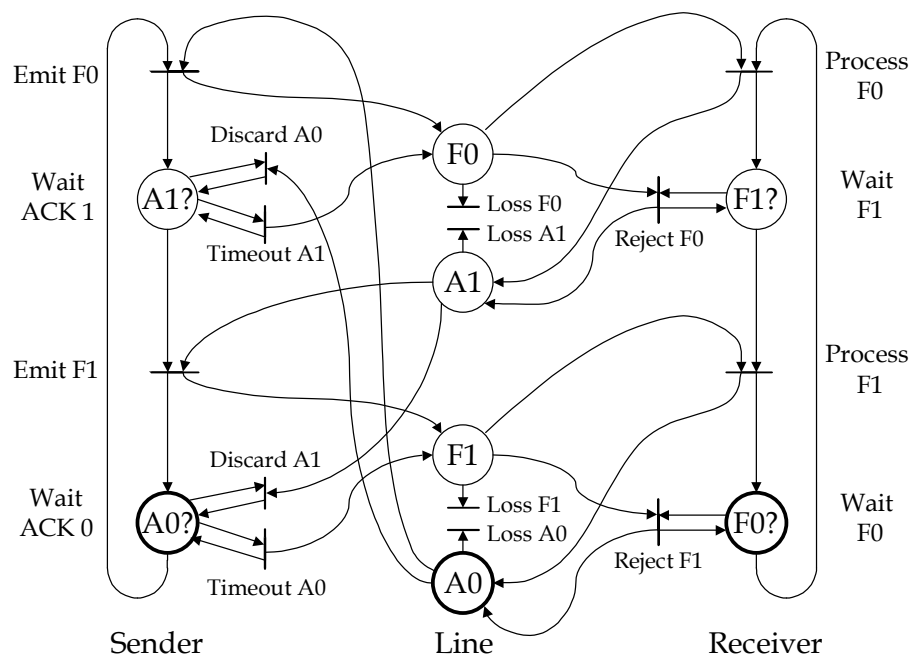 Emit F0
Process
F0
Discard A0
F0
Wait
ACK 1
A1?
Loss F0
F1?
Wait
F1
Timeout A1
Loss A1
Reject F0
A1
Emit F1
Process
F1
Discard A1
F1
Wait
ACK 0
A0?
Loss F1
F0?
Wait
F0
Timeout A0
Loss A0
Reject F1
A0
Sender
Line
Receiver